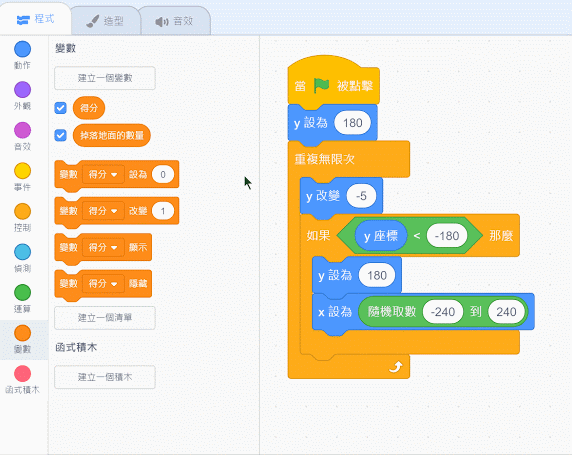 程式
造型
音效
動作
外觀
音效
事件
控制
偵測
運算
變數
函式積木
變數
建立一個變數
得分
掉落地面的數量
變數 得分 設為 0
變數 得分 改變 1
變數 得分 顯示
變數 得分 隱藏
建立一個清單
函式積木
建立一個積木
當 被點擊
y 設為 180
重複無限次
y 改變 -5
如果 y 座標 < -180 那麼
y 設為 180
x 設為 隨機取數 -240 到 240